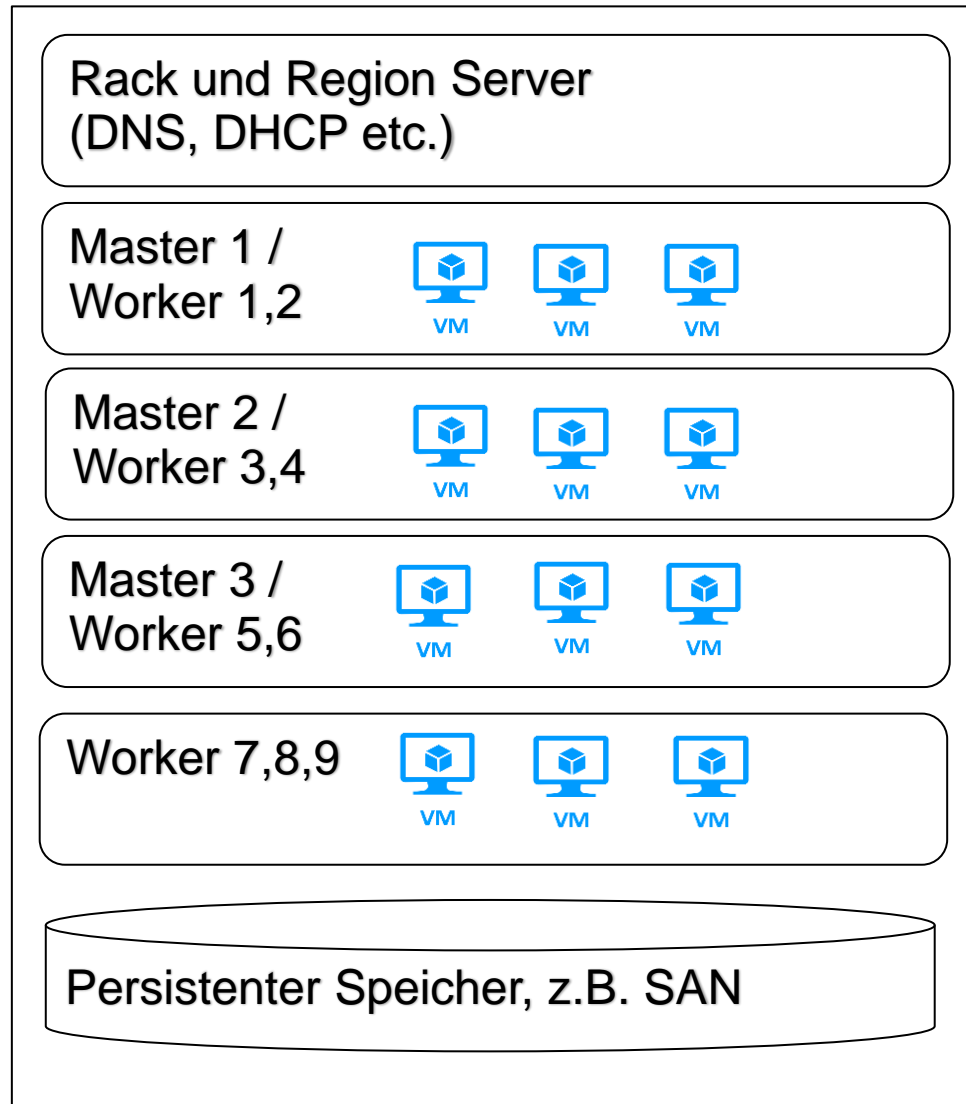 Rack und Region Server
(DNS, DHCP etc.)
Master 1 /
Worker 1,2
VM VM VM
Master 2 /
Worker 3,4
VM VM VM
Master 3 /
Worker 5,6
VM VM VM
Worker 7,8,9
VM VM VM
Persistenter Speicher, z.B. SAN